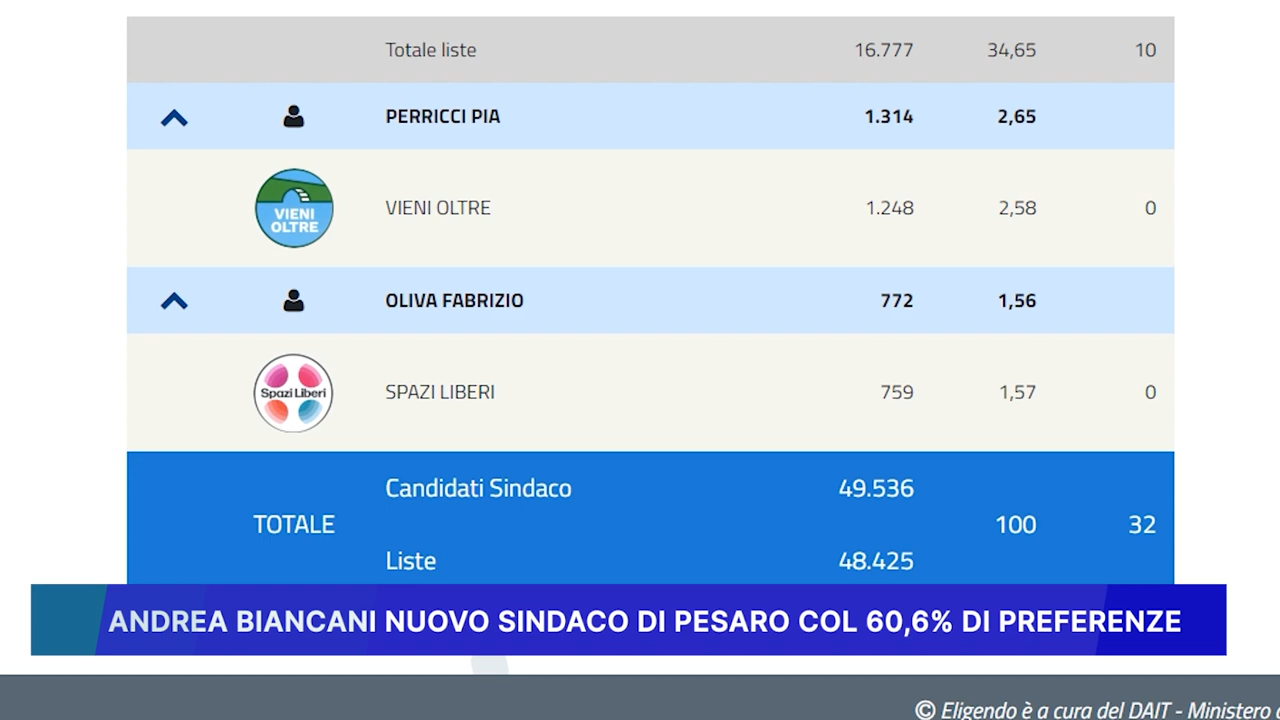 Totale liste 16.777 34,65 10
PERRICCI PIA 1.314 2,65
VIENI OLTRE
VIENI OLTRE 1.248 2,58 0
OLIVA FABRIZIO 772 1,56
Spazi Liberi
SPAZI LIBERI 759 1,57 0
Candidati Sindaco 49.536
TOTALE 100 32
Liste 48.425
ANDREA BIANCANI NUOVO SINDACO DI PESARO COL 60,6% DI PREFERENZE
© Eligendo è a cura del DAIT - Ministero